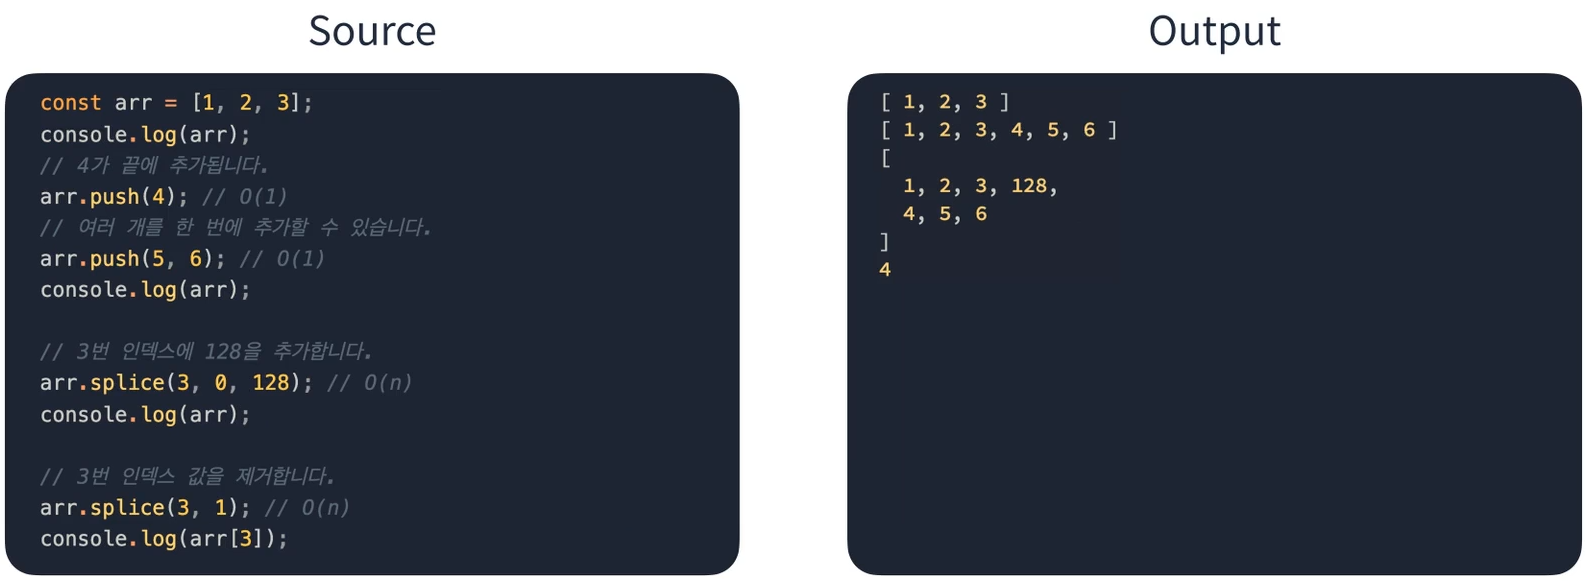 Source
const arr = [1, 2, 3];
console.log(arr);
// 4가 끝에 추가됩니다.
arr.push(4); // O(1)
// 여러 개를 한 번에 추가할 수 있습니다.
arr.push(5, 6); // O(1)
console.log(arr);
// 3번 인덱스에 128을 추가합니다.
arr.splice(3, 0, 128); // O(n)
console.log(arr);
// 3번 인덱스 값을 제거합니다.
arr.splice(3, 1); // O(n)
console.log(arr[3]);
Output
[ 1, 2, 3 ]
[ 1, 2, 3, 4, 5, 6 ]
[
1, 2, 3, 128,
4, 5, 6
]
4